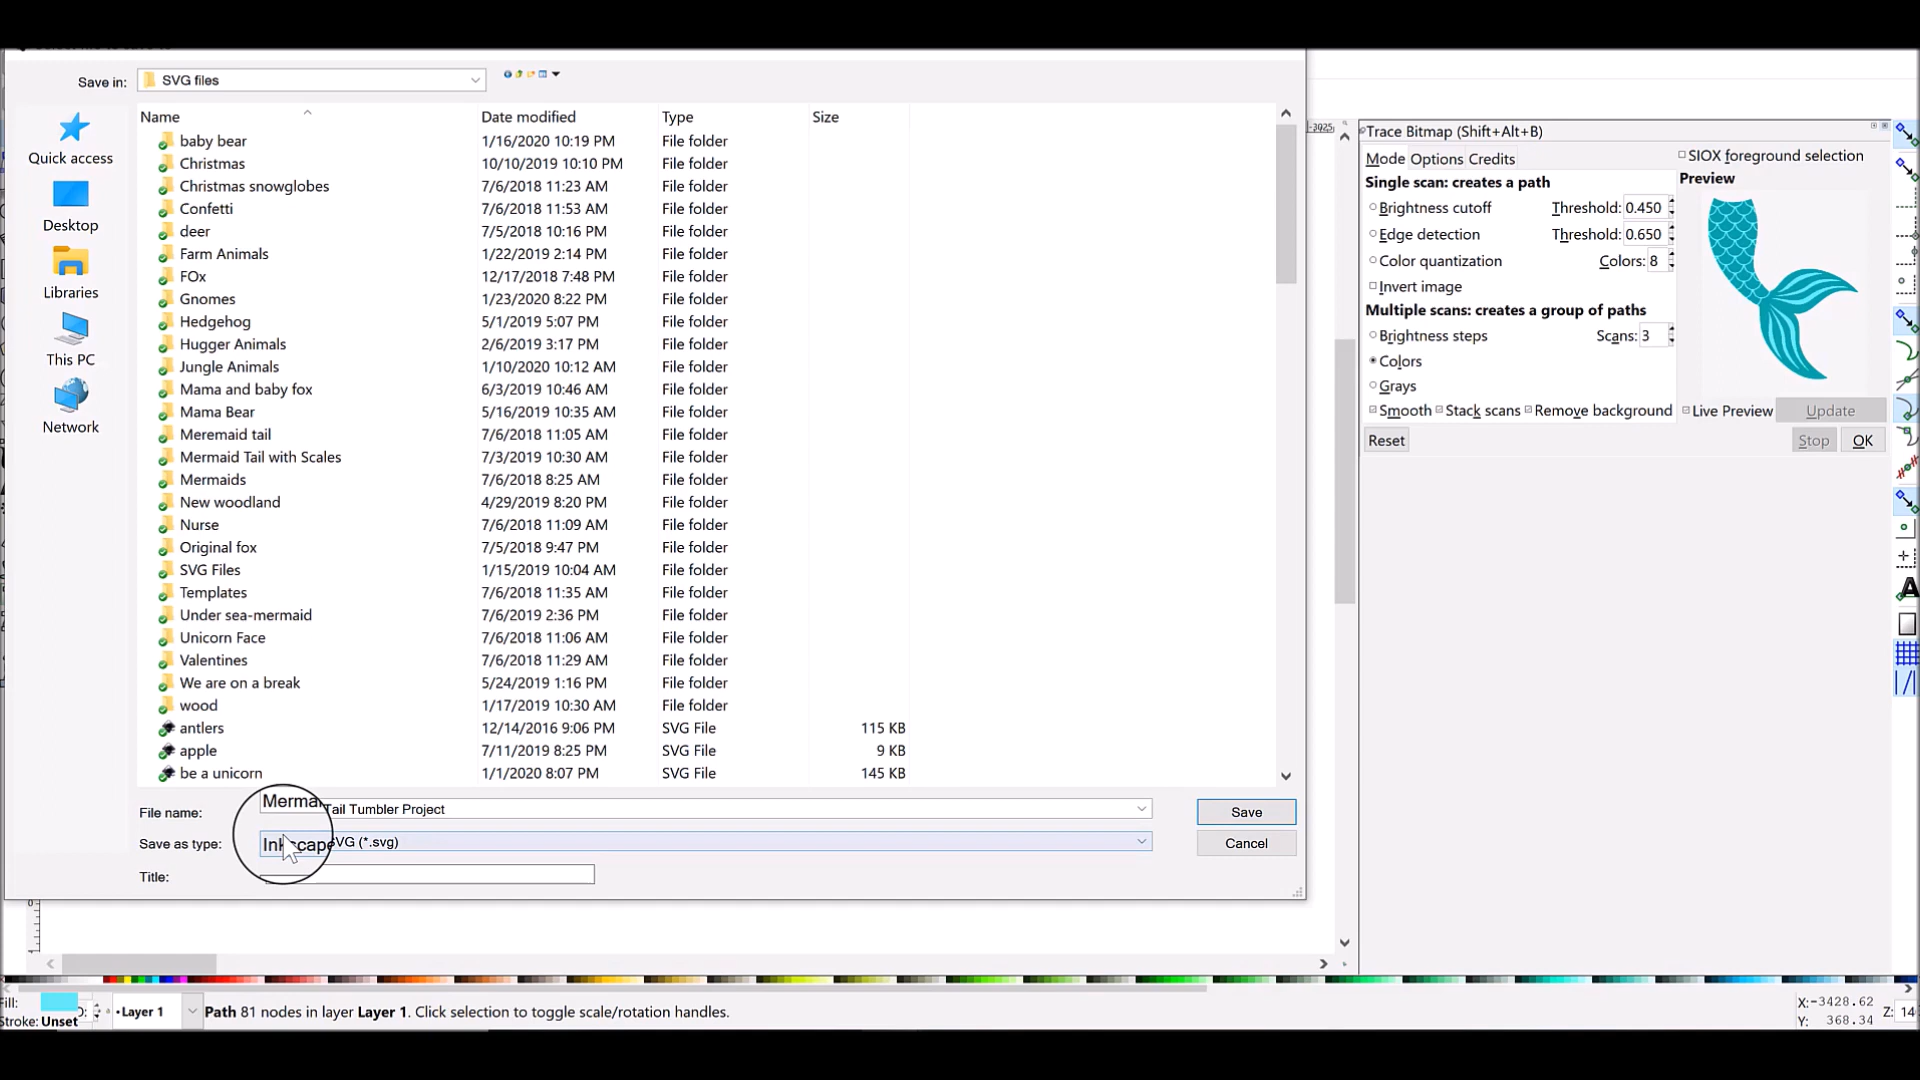 Save in: SVG files
Name Date modified Type Size
baby bear 1/16/2020 10:19 PM File folder
Christmas 10/10/2019 10:10 PM File folder
Christmas snowglobes 7/6/2018 11:23 AM File folder
Confetti 7/6/2018 11:53 AM File folder
deer 7/5/2018 10:16 PM File folder
Farm Animals 1/22/2019 2:14 PM File folder
FOx 12/17/2018 7:48 PM File folder
Gnomes 1/23/2020 8:22 PM File folder
Hedgehog 5/1/2019 5:07 PM File folder
Hugger Animals 2/6/2019 3:17 PM File folder
Jungle Animals 1/10/2020 10:12 AM File folder
Mama and baby fox 6/3/2019 10:46 AM File folder
Mama Bear 5/16/2019 10:35 AM File folder
Meremaid tail 7/6/2018 11:05 AM File folder
Mermaid Tail with Scales 7/3/2019 10:30 AM File folder
Mermaids 7/6/2018 8:25 AM File folder
New woodland 4/29/2019 8:20 PM File folder
Nurse 7/6/2018 11:09 AM File folder
Original fox 7/5/2018 9:47 PM File folder
SVG Files 1/15/2019 10:04 AM File folder
Templates 7/6/2018 11:35 AM File folder
Under sea-mermaid 7/6/2019 2:36 PM File folder
Unicorn Face 7/6/2018 11:06 AM File folder
Valentines 7/6/2018 11:29 AM File folder
We are on a break 5/24/2019 1:16 PM File folder
wood 1/17/2019 10:30 AM File folder
antlers 12/14/2016 9:06 PM SVG File 115 KB
apple 7/11/2019 8:25 PM SVG File 9 KB
be a unicorn 1/1/2020 8:07 PM SVG File 145 KB
Quick access
Desktop
Libraries
This PC
Network
File name: Tail Tumbler Project Save
Save as type: (*.svg) Cancel
Title:
Trace Bitmap (Shift+Alt+B)
Mode Options Credits SIOX foreground selection
Single scan: creates a path Preview
Brightness cutoff Threshold: 0.450
Edge detection Threshold: 0.650
Color quantization Colors: 8
Invert image
Multiple scans: creates a group of paths
Brightness steps Scans: 3
Colors
Grays
Smooth Stack scans Remove background Live Preview Update
Reset Stop OK
Fill:
Stroke: Unset Layer 1 Path 81 nodes in layer Layer 1. Click selection to toggle scale/rotation handles.
X:-3428.62
Y: 368.34
Z: 14